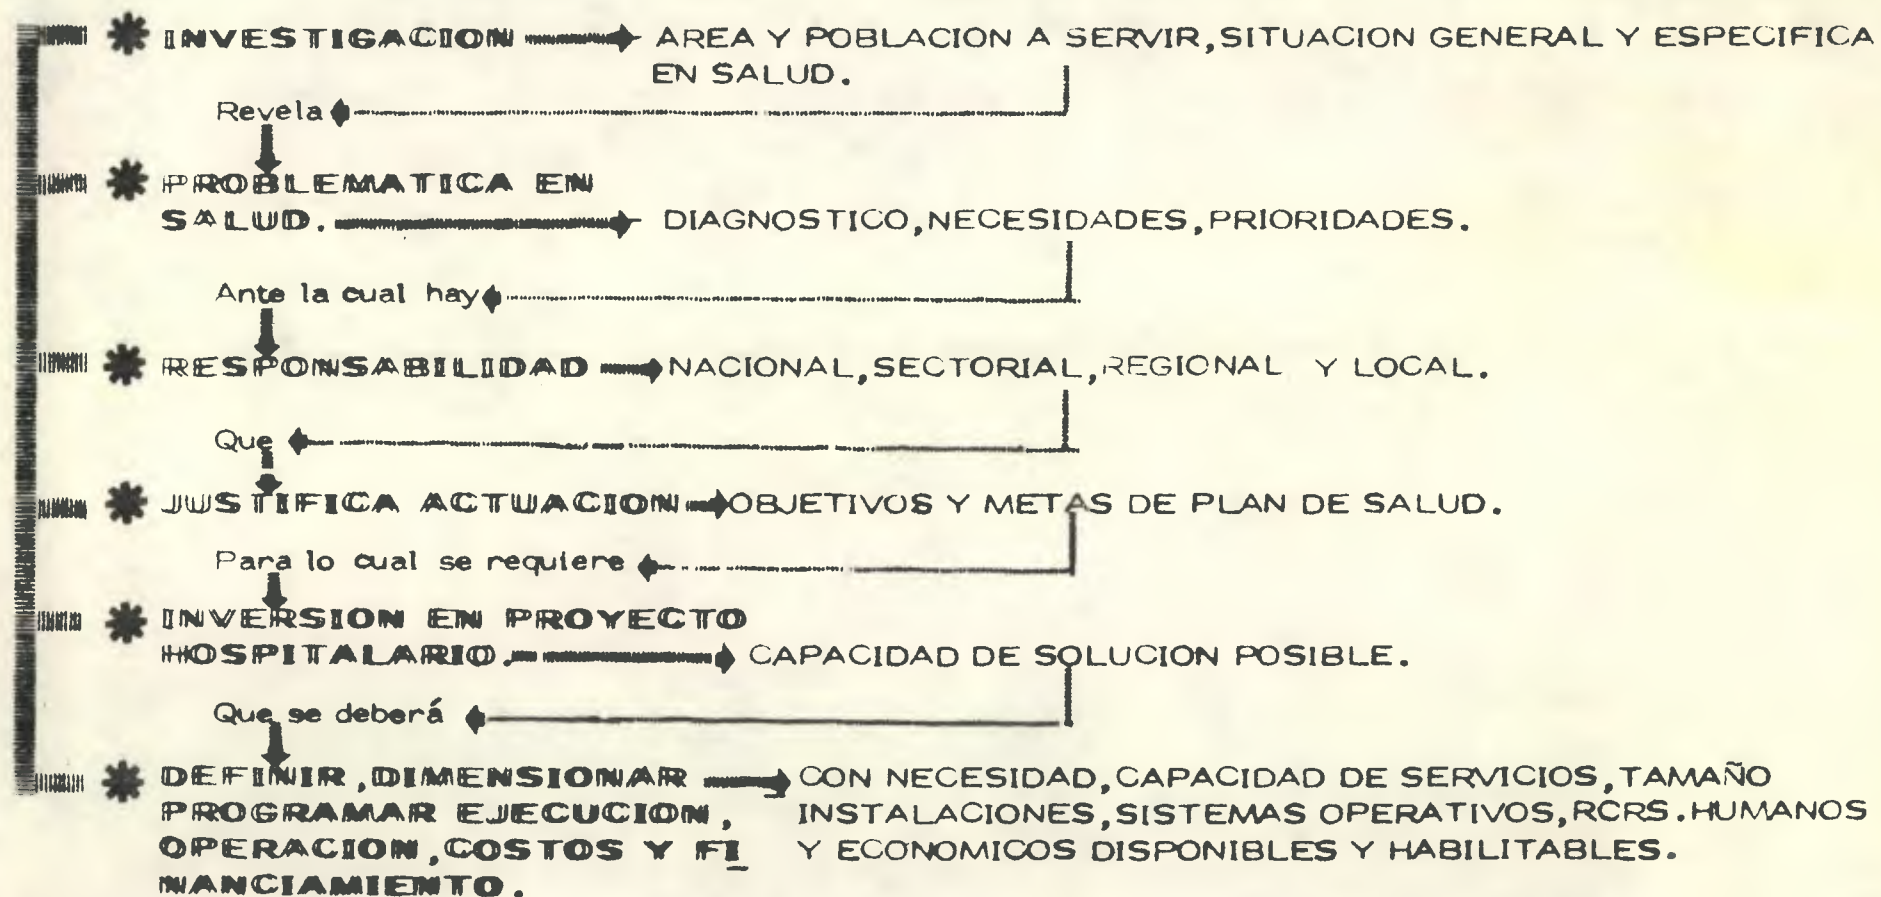 INVESTIGACION AREA Y POBLACION A SERVIR,SITUACION GENERAL Y ESPECIFICA
EN SALUD.
Revela
PROBLEMATICA EN
SALUD. DIAGNOSTICO,NECESIDADES,PRIORIDADES.
Ante la cual hay
RESPONSABILIDAD NACIONAL,SECTORIAL,REGIONAL Y LOCAL.
Que
JUSTIFICA ACTUACION OBJETIVOS Y METAS DE PLAN DE SALUD.
Para lo cual se requiere
INVERSION EN PROYECTO
HOSPITALARIO. CAPACIDAD DE SOLUCION POSIBLE.
Que se deberá
DEFINIR,DIMENSIONAR CON NECESIDAD,CAPACIDAD DE SERVICIOS,TAMAÑO
PROGRAMAR EJECUCION, INSTALACIONES,SISTEMAS OPERATIVOS,RCRS.HUMANOS
OPERACION,COSTOS Y FI Y ECONOMICOS DISPONIBLES Y HABILITABLES.
NANCIAMIENTO.